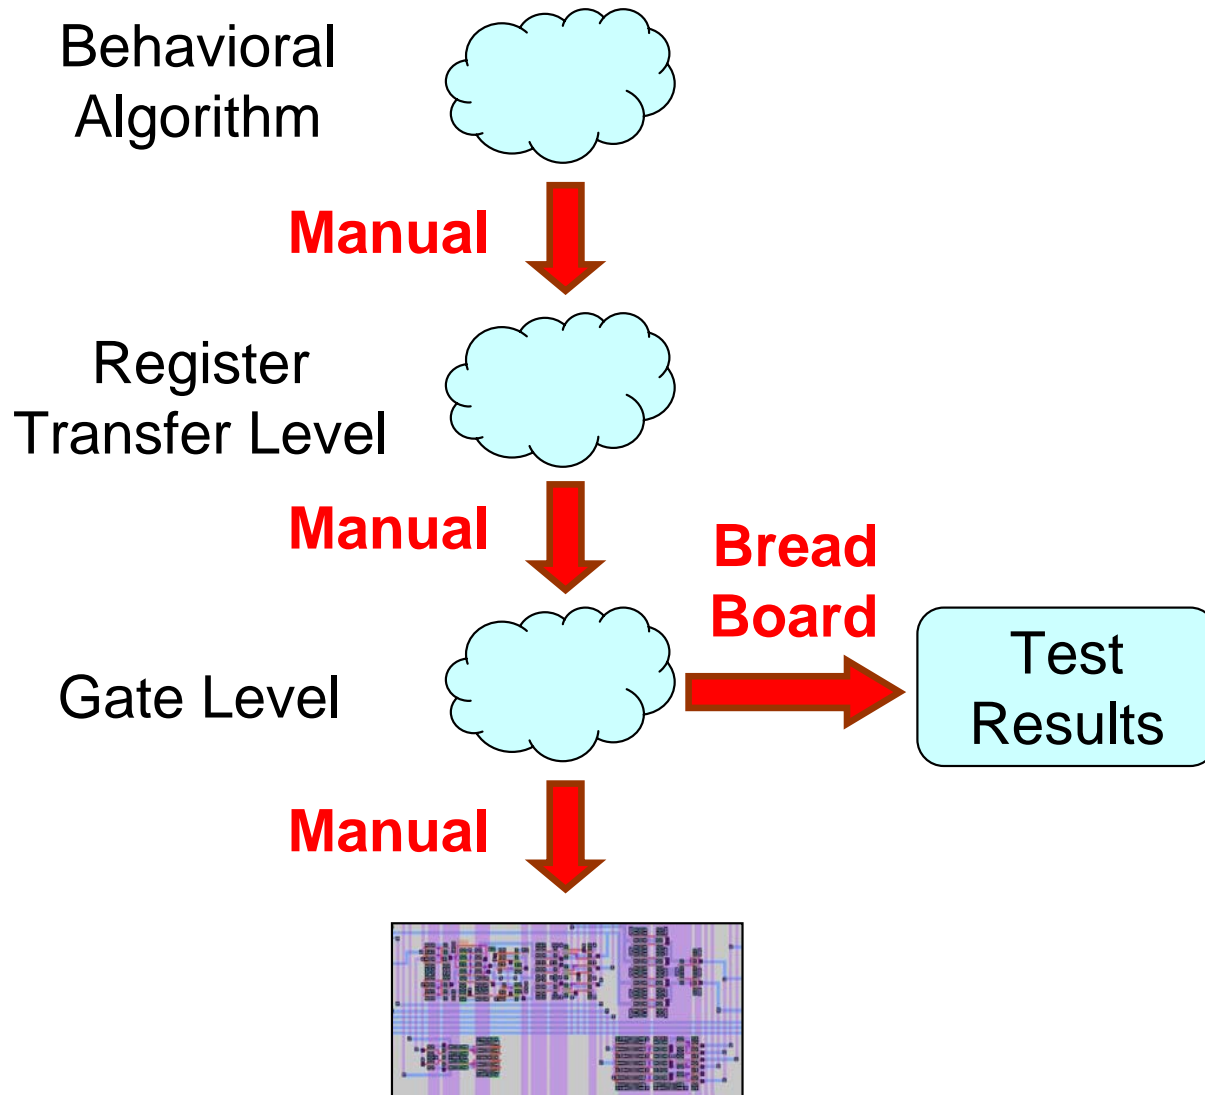 Behavioral
Algorithm
Manual
Register
Transfer Level
Manual
Bread
Board
Gate Level
Test
Results
Manual